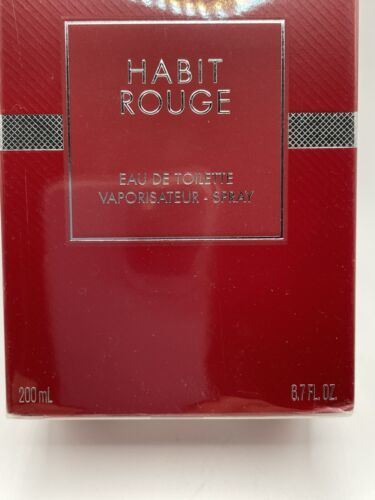 HABIT
ROUGE
EAU DE TOILETTE
VAPORISATEUR - SPRAY
200 mL 6.7 FL. OZ.